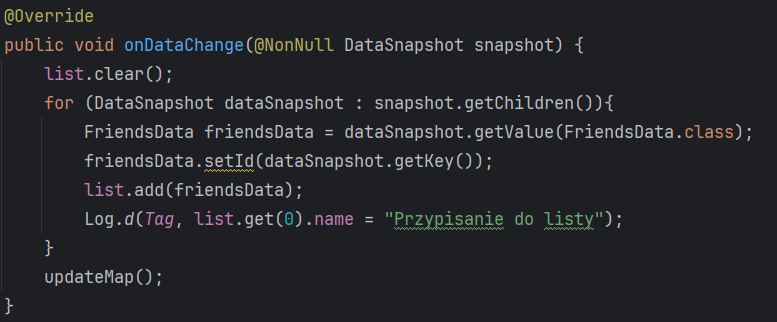 @Override
public void onDataChange(@NonNull DataSnapshot snapshot) {
    list.clear();
    for (DataSnapshot dataSnapshot : snapshot.getChildren()){
        FriendsData friendsData = dataSnapshot.getValue(FriendsData.class);
        friendsData.setId(dataSnapshot.getKey());
        list.add(friendsData);
        Log.d(Tag, list.get(0).name = "Przypisanie do listy");
    }
    updateMap();
}